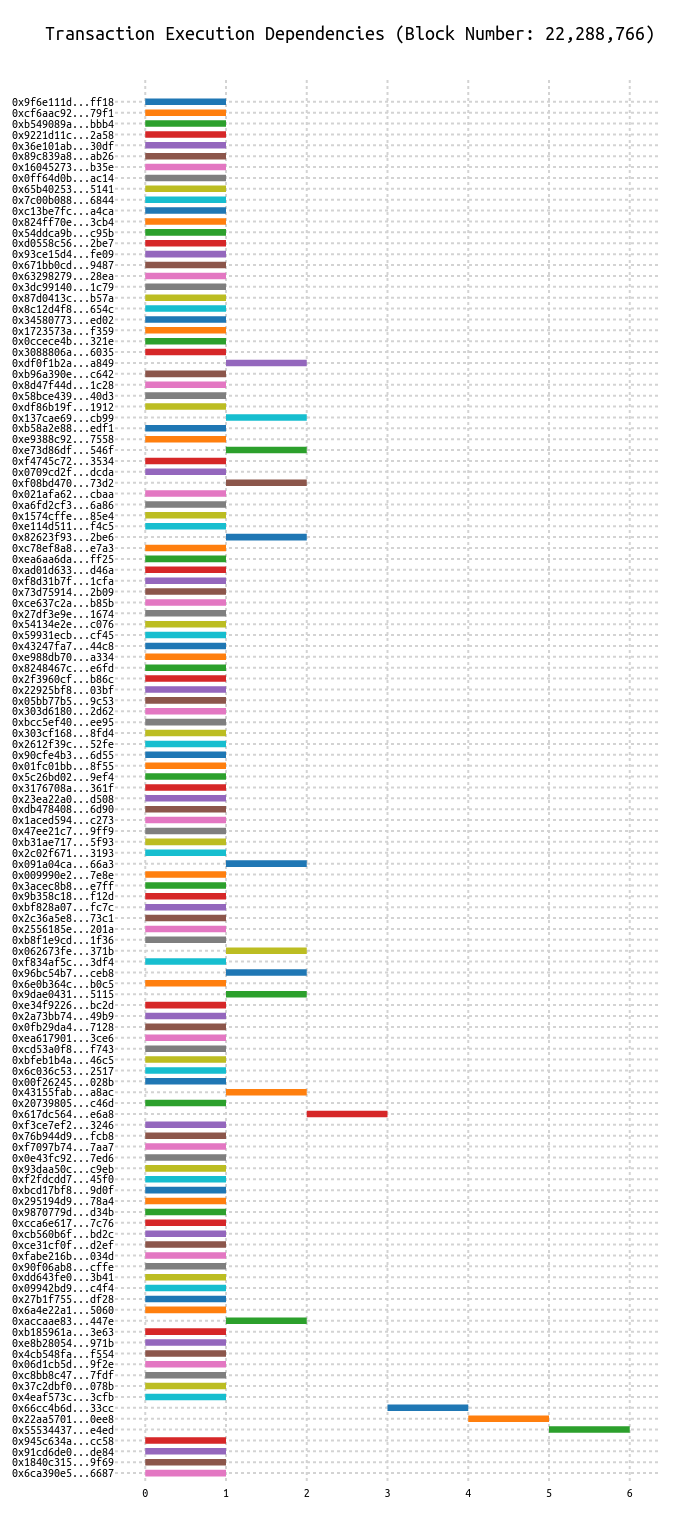 Transaction Execution Dependencies (Block Number: 22,288,766)
0x9f6e111d...ff18
0xcf6aac92...79f1
0xb549089a...bbb4
0x9221d11c...2a58
0x36e101ab...30df
0x89c839a8...ab26
0x16045273...b35e
0x0ff64d0b...ac14
0x65b40253...5141
0x7c00b088...6844
0xc13be7fc...a4ca
0x824ff70e...3cb4
0x54ddca9b...c95b
0xd0558c56...2be7
0x93ce15d4...fe09
0x671bb0cd...9487
0x63298279...28ea
0x3dc99140...1c79
0x87d0413c...b57a
0x8c12d4f8...654c
0x34580773...ed02
0x1723573a...f359
0x0ccece4b...321e
0x3088806a...6035
0xdf0f1b2a...a849
0xb96a390e...c642
0x8d47f44d...1c28
0x58bce439...40d3
0xdf86b19f...1912
0x137cae69...cb99
0xb58a2e88...edf1
0xe9388c92...7558
0xe73d86df...546f
0xf4745c72...3534
0x0709cd2f...dcda
0xf08bd470...73d2
0x021afa62...cbaa
0xa6fd2cf3...6a86
0x1574cffe...85e4
0xe114d511...f4c5
0x82623f93...2be6
0xc78ef8a8...e7a3
0xea6aa6da...ff25
0xad01d633...d46a
0xf8d31b7f...1cfa
0x73d75914...2b09
0xce637c2a...b85b
0x27df3e9e...1674
0x54134e2e...c076
0x59931ecb...cf45
0x43247fa7...44c8
0xe988db70...a334
0x8248467c...e6fd
0x2f3960cf...b86c
0x22925bf8...03bf
0x05bb77b5...9c53
0x303d6180...2d62
0xbcc5ef40...ee95
0x303cf168...8fd4
0x2612f39c...52fe
0x90cfe4b3...6d55
0x01fc01bb...8f55
0x5c26bd02...9ef4
0x3176708a...361f
0x23ea22a0...d508
0xdb478408...6d90
0x1aced594...c273
0x47ee21c7...9ff9
0xb31ae717...5f93
0x2c02f671...3193
0x091a04ca...66a3
0x009990e2...7e8e
0x3acec8b8...e7ff
0x9b358c18...f12d
0xbf828a07...fc7c
0x2c36a5e8...73c1
0x2556185e...201a
0xb8f1e9cd...1f36
0x062673fe...371b
0xf834af5c...3df4
0x96bc54b7...ceb8
0x6e0b364c...b0c5
0x9dae0431...5115
0xe34f9226...bc2d
0x2a73bb74...49b9
0x0fb29da4...7128
0xea617901...3ce6
0xcd53a0f8...f743
0xbfeb1b4a...46c5
0x6c036c53...2517
0x00f26245...028b
0x43155fab...a8ac
0x20739805...c46d
0x617dc564...e6a8
0xf3ce7ef2...3246
0x76b944d9...fcb8
0xf7097b74...7aa7
0x0e43fc92...7ed6
0x93daa50c...c9eb
0xf2fdcdd7...45f0
0xbcd17bf8...9d0f
0x295194d9...78a4
0x9870779d...d34b
0xcca6e617...7c76
0xcb560b6f...bd2c
0xce31cf0f...d2ef
0xfabe216b...034d
0x90f06ab8...cffe
0xdd643fe0...3b41
0x09942bd9...c4f4
0x27b1f755...df28
0x6a4e22a1...5060
0xaccaae83...447e
0xb185961a...3e63
0xe8b28054...971b
0x4cb548fa...f554
0x06d1cb5d...9f2e
0xc8bb8c47...7fdf
0x37c2dbf0...078b
0x4eaf573c...3cfb
0x66cc4b6d...33cc
0x22aa5701...0ee8
0x55534437...e4ed
0x945c634a...cc58
0x91cd6de0...de84
0x1840c315...9f69
0x6ca390e5...6687
0 1 2 3 4 5 6